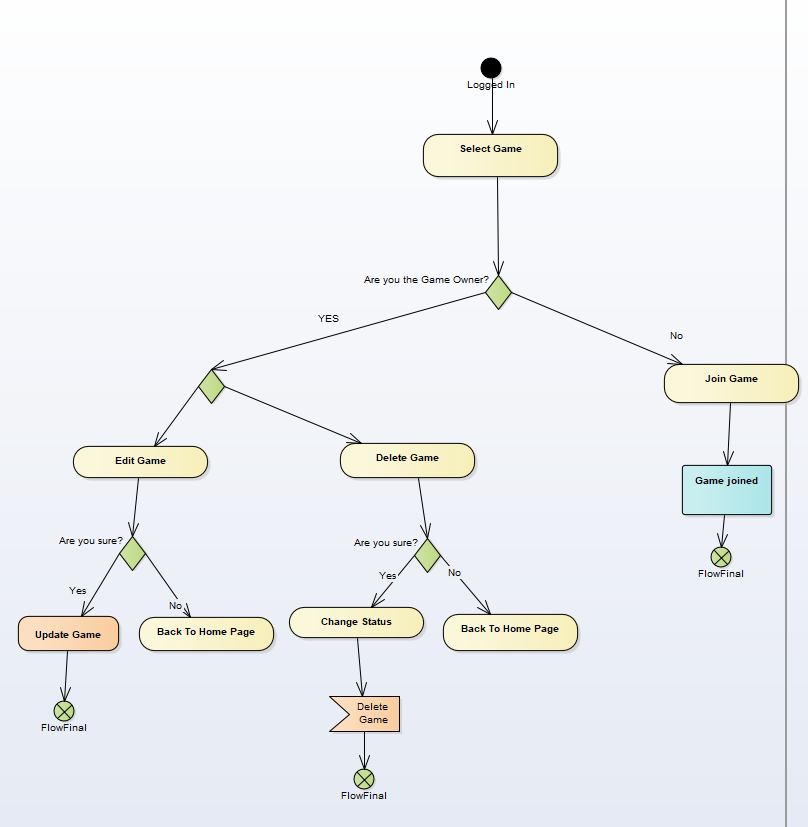 Logged In
Select Game
Are you the Game Owner?
YES
No
Join Game
Edit Game
Delete Game
Game joined
Are you sure?
Are you sure?
FlowFinal
Yes
No
Yes
No
Update Game
Back To Home Page
Change Status
Back To Home Page
Delete
Game
FlowFinal
FlowFinal